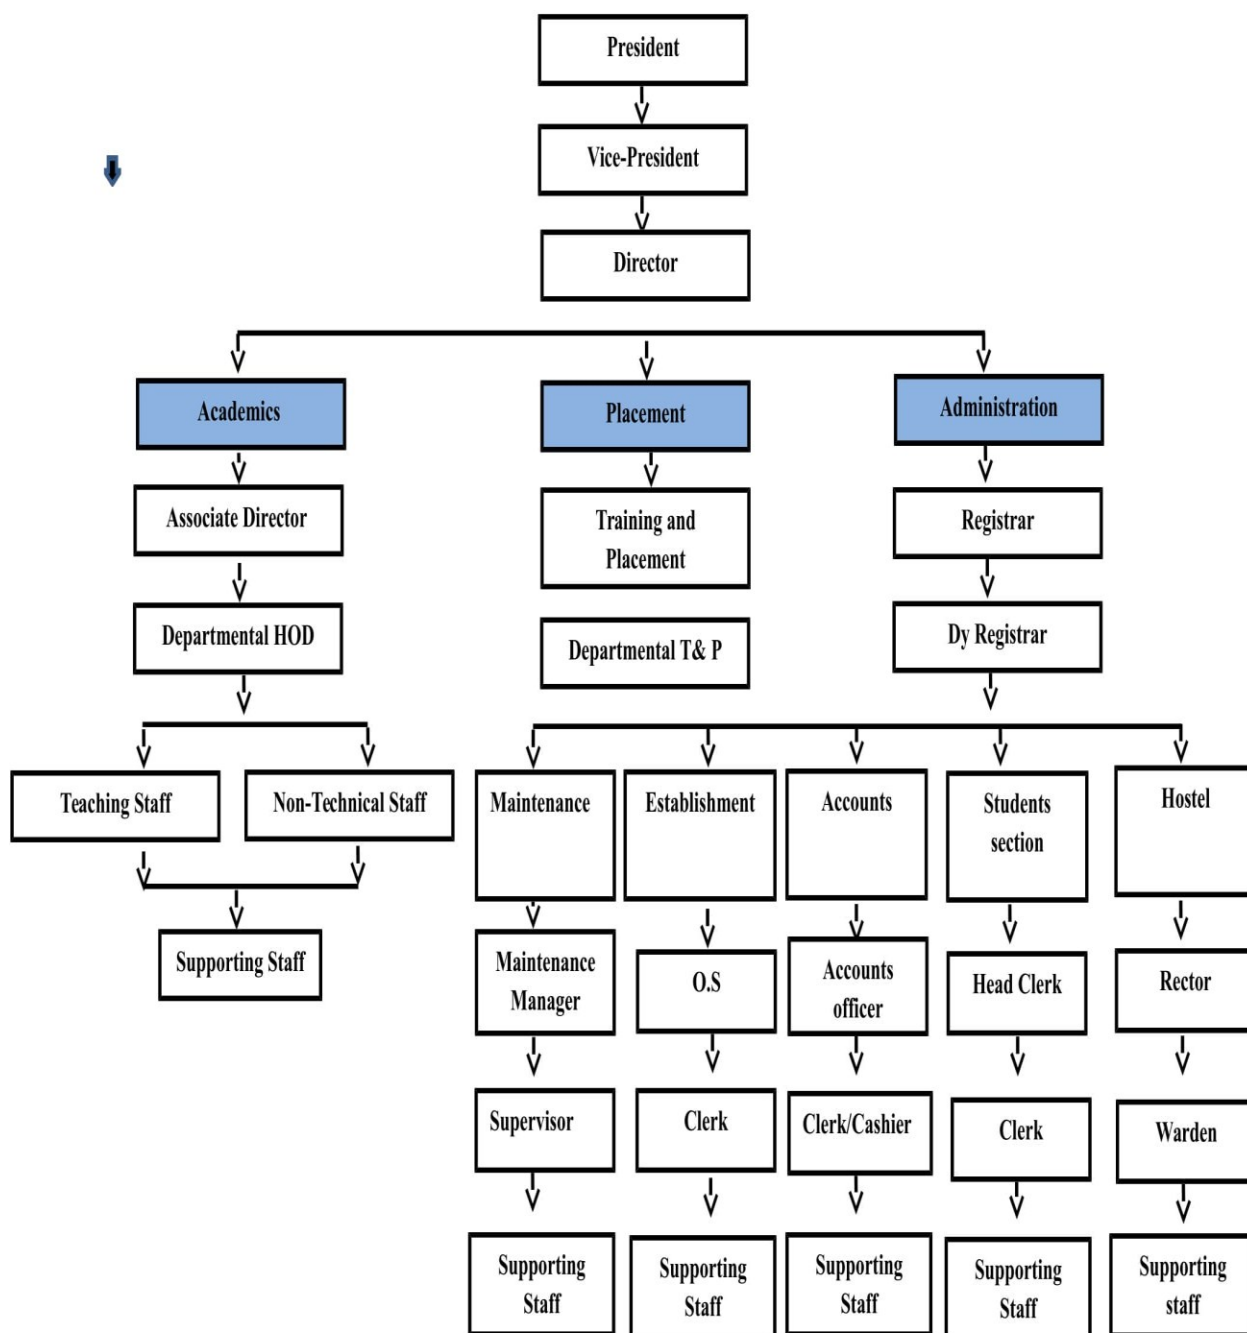 President
Vice-President
Director
Academics
Placement
Administration
Associate Director
Training and
Placement
Registrar
Departmental HOD
Departmental T& P
Dy Registrar
Teaching Staff
Non-Technical Staff
Maintenance
Establishment
Accounts
Students
section
Hostel
Supporting Staff
Maintenance
Manager
O.S
Accounts
officer
Head Clerk
Rector
Supervisor
Clerk
Clerk/Cashier
Clerk
Warden
Supporting
Staff
Supporting
Staff
Supporting
Staff
Supporting
Staff
Supporting
staff